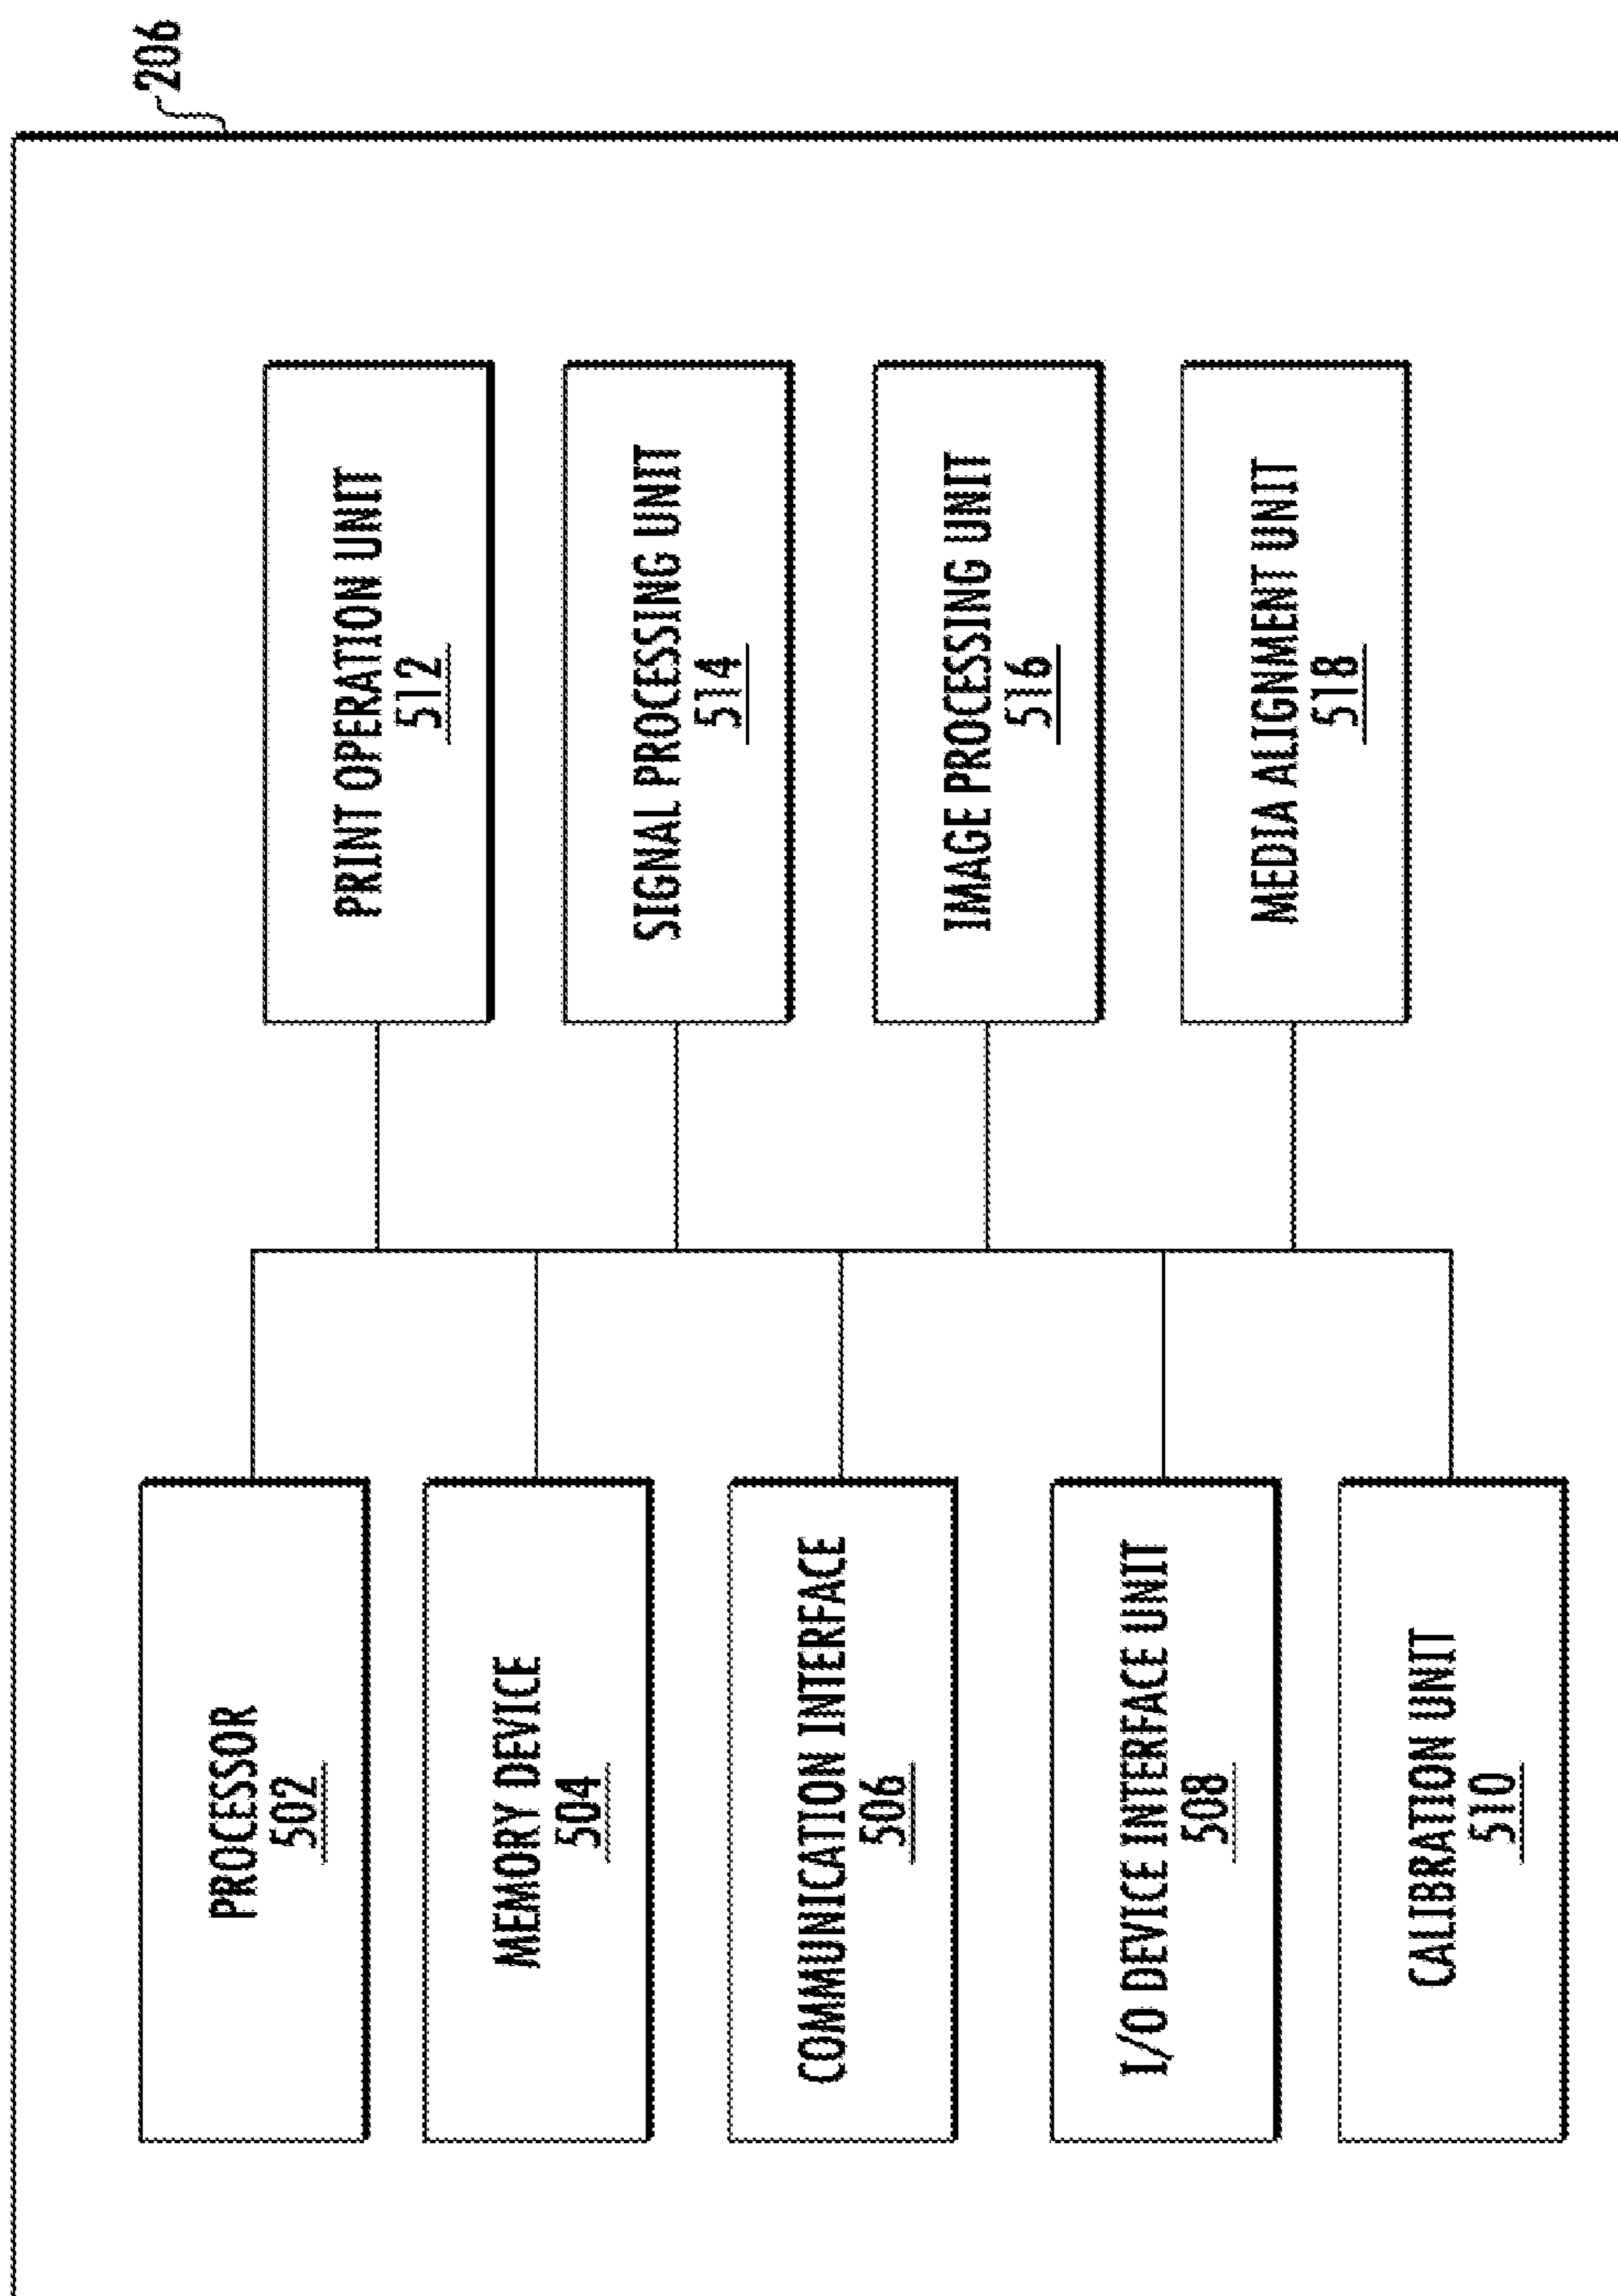 206
PROCESSOR
502
MEMORY DEVICE
504
COMMUNICATION INTERFACE
506
I/O DEVICE INTERFACE UNIT
508
CALIBRATION UNIT
510
PRINT OPERATION UNIT
512
SIGNAL PROCESSING UNIT
514
IMAGE PROCESSING UNIT
516
MEDIA ALIGNMENT UNIT
518